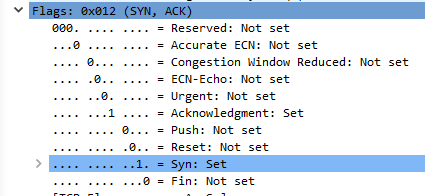 Flags: 0x012 (SYN, ACK)
000. .... .... = Reserved: Not set
...0 .... .... = Accurate ECN: Not set
.... 0... .... = Congestion Window Reduced: Not set
.... .0.. .... = ECN-Echo: Not set
.... ..0. .... = Urgent: Not set
.... ...1 .... = Acknowledgment: Set
.... .... 0... = Push: Not set
.... .... .0.. = Reset: Not set
.... .... ..1. = Syn: Set
.... .... ...0 = Fin: Not set